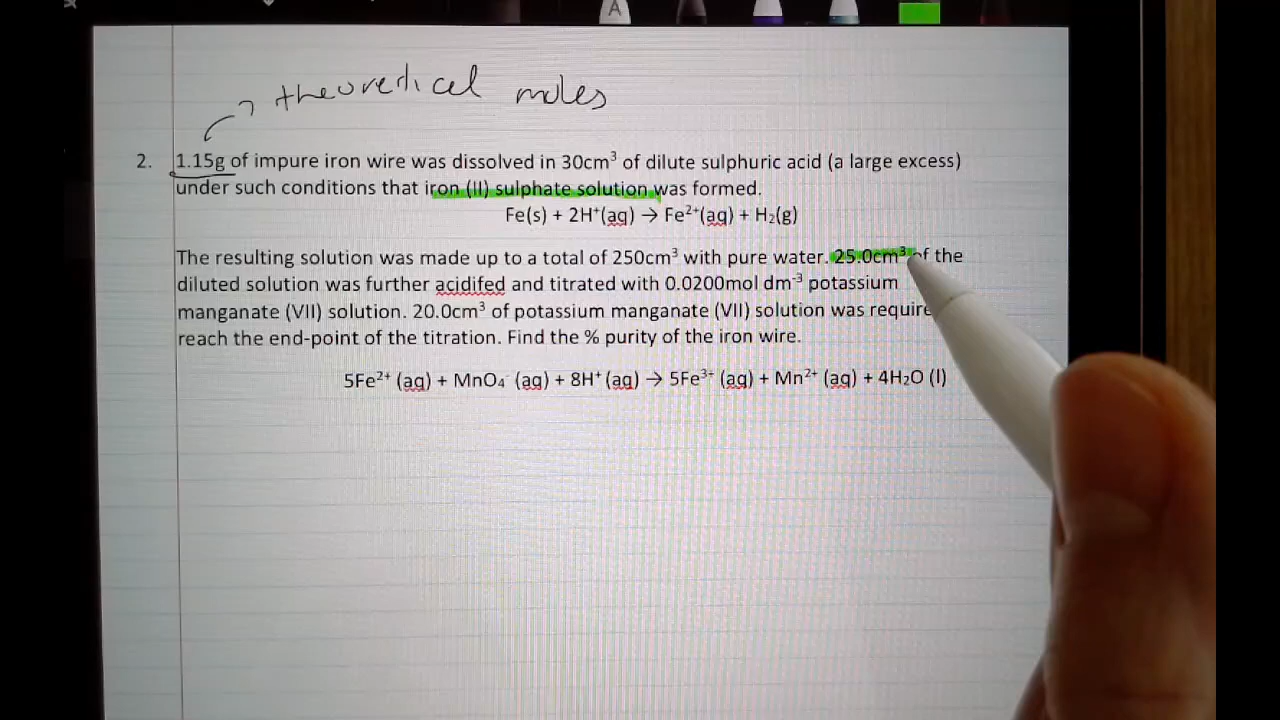 A
theoretical moles
2. 1.15g of impure iron wire was dissolved in 30cm³ of dilute sulphuric acid (a large excess)
under such conditions that iron (II) sulphate solution was formed.
Fe(s) + 2H⁺(aq) → Fe²⁺(aq) + H₂(g)
The resulting solution was made up to a total of 250cm³ with pure water. 25.0cm³ of the
diluted solution was further acidifed and titrated with 0.0200mol dm⁻³ potassium
manganate (VII) solution. 20.0cm³ of potassium manganate (VII) solution was require
reach the end-point of the titration. Find the % purity of the iron wire.
5Fe²⁺ (aq) + MnO₄⁻ (aq) + 8H⁺ (aq) → 5Fe³⁺ (aq) + Mn²⁺ (aq) + 4H₂O (l)